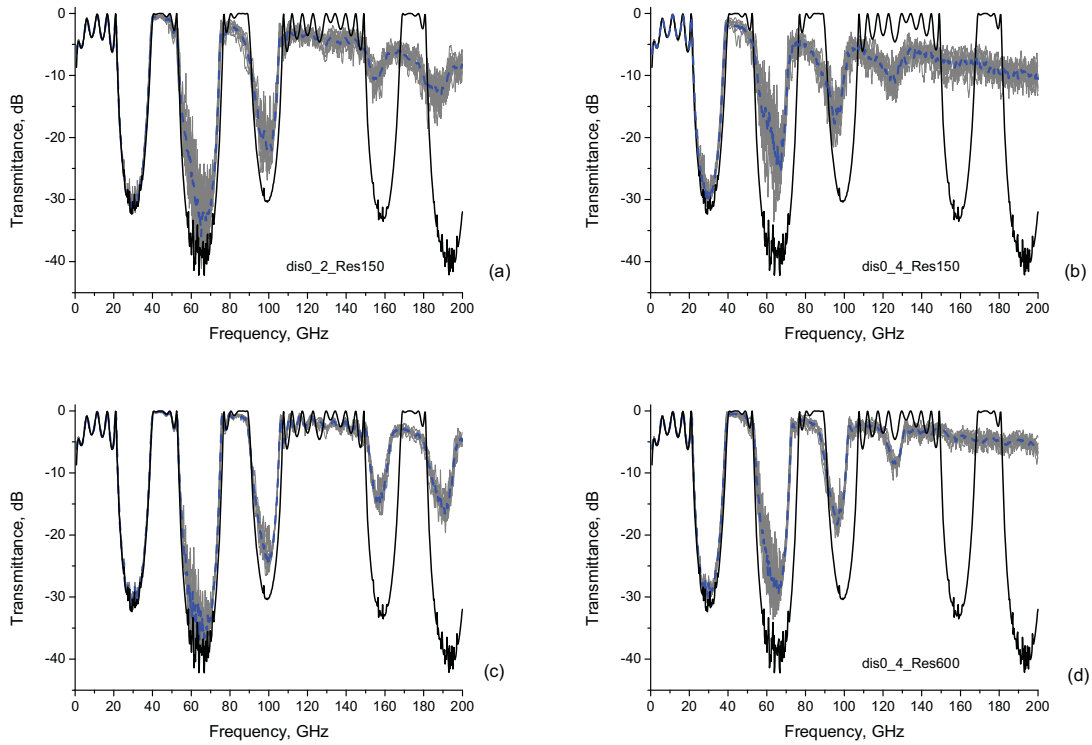 Transmittance, dB
0
-10
-20
-30
-40
dis0_2_Res150
0 20 40 60 80 100 120 140 160 180 200
Frequency, GHz
(a)
Transmittance, dB
0
-10
-20
-30
-40
dis0_4_Res150
0 20 40 60 80 100 120 140 160 180 200
Frequency, GHz
(b)
Transmittance, dB
0
-10
-20
-30
-40
0 20 40 60 80 100 120 140 160 180 200
Frequency, GHz
(c)
Transmittance, dB
0
-10
-20
-30
-40
dis0_4_Res600
0 20 40 60 80 100 120 140 160 180 200
Frequency, GHz
(d)